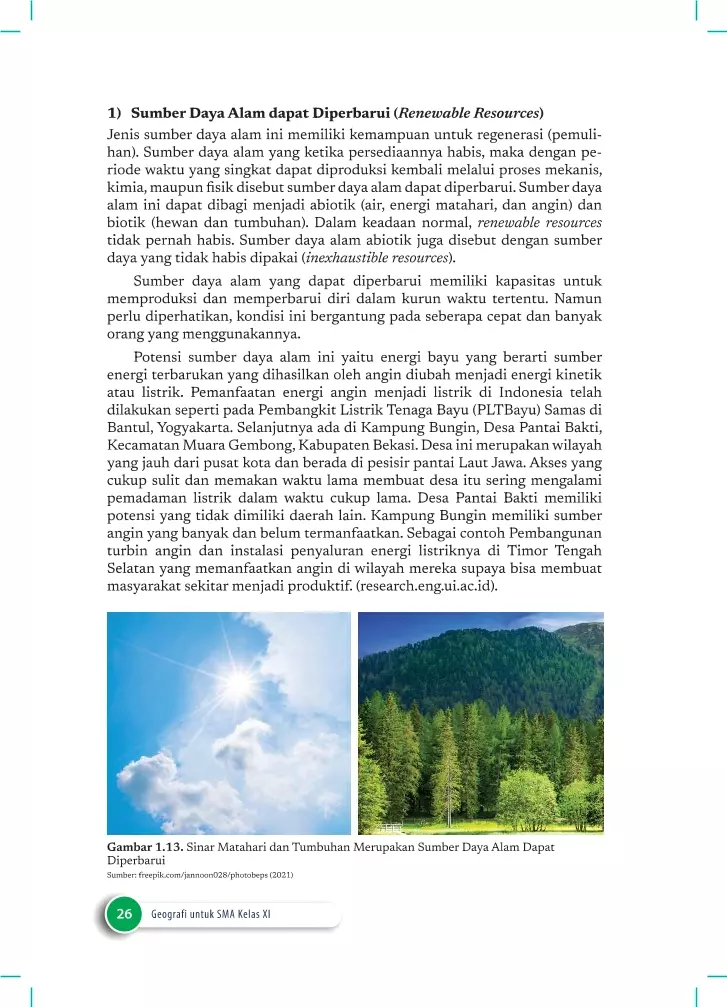 1) Sumber Daya Alam dapat Diperbarui (Renewable Resources)
Jenis sumber daya alam ini memiliki kemampuan untuk regenerasi (pemuli-
han). Sumber daya alam yang ketika persediaannya habis, maka dengan pe-
riode waktu yang singkat dapat diproduksi kembali melalui proses mekanis,
kimia, maupun fisik disebut sumber daya alam dapat diperbarui. Sumber daya
alam ini dapat dibagi menjadi abiotik (air, energi matahari, dan angin) dan
biotik (hewan dan tumbuhan). Dalam keadaan normal, renewable resources
tidak pernah habis. Sumber daya alam abiotik juga disebut dengan sumber
daya yang tidak habis dipakai (inexhaustible resources).
Sumber daya alam yang dapat diperbarui memiliki kapasitas untuk
memproduksi dan memperbarui diri dalam kurun waktu tertentu. Namun
perlu diperhatikan, kondisi ini bergantung pada seberapa cepat dan banyak
orang yang menggunakannya.
Potensi sumber daya alam ini yaitu energi bayu yang berarti sumber
energi terbarukan yang dihasilkan oleh angin diubah menjadi energi kinetik
atau listrik. Pemanfaatan energi angin menjadi listrik di Indonesia telah
dilakukan seperti pada Pembangkit Listrik Tenaga Bayu (PLTBayu) Samas di
Bantul, Yogyakarta. Selanjutnya ada di Kampung Bungin, Desa Pantai Bakti,
Kecamatan Muara Gembong, Kabupaten Bekasi. Desa ini merupakan wilayah
yang jauh dari pusat kota dan berada di pesisir pantai Laut Jawa. Akses yang
cukup sulit dan memakan waktu lama membuat desa itu sering mengalami
pemadaman listrik dalam waktu cukup lama. Desa Pantai Bakti memiliki
potensi yang tidak dimiliki daerah lain. Kampung Bungin memiliki sumber
angin yang banyak dan belum termanfaatkan. Sebagai contoh Pembangunan
turbin angin dan instalasi penyaluran energi listriknya di Timor Tengah
Selatan yang memanfaatkan angin di wilayah mereka supaya bisa membuat
masyarakat sekitar menjadi produktif. (research.eng.ui.ac.id).
Gambar 1.13. Sinar Matahari dan Tumbuhan Merupakan Sumber Daya Alam Dapat
Diperbarui
Sumber: freepik.com/jannoon028/photobeps (2021)
26 Geografi untuk SMA Kelas XI